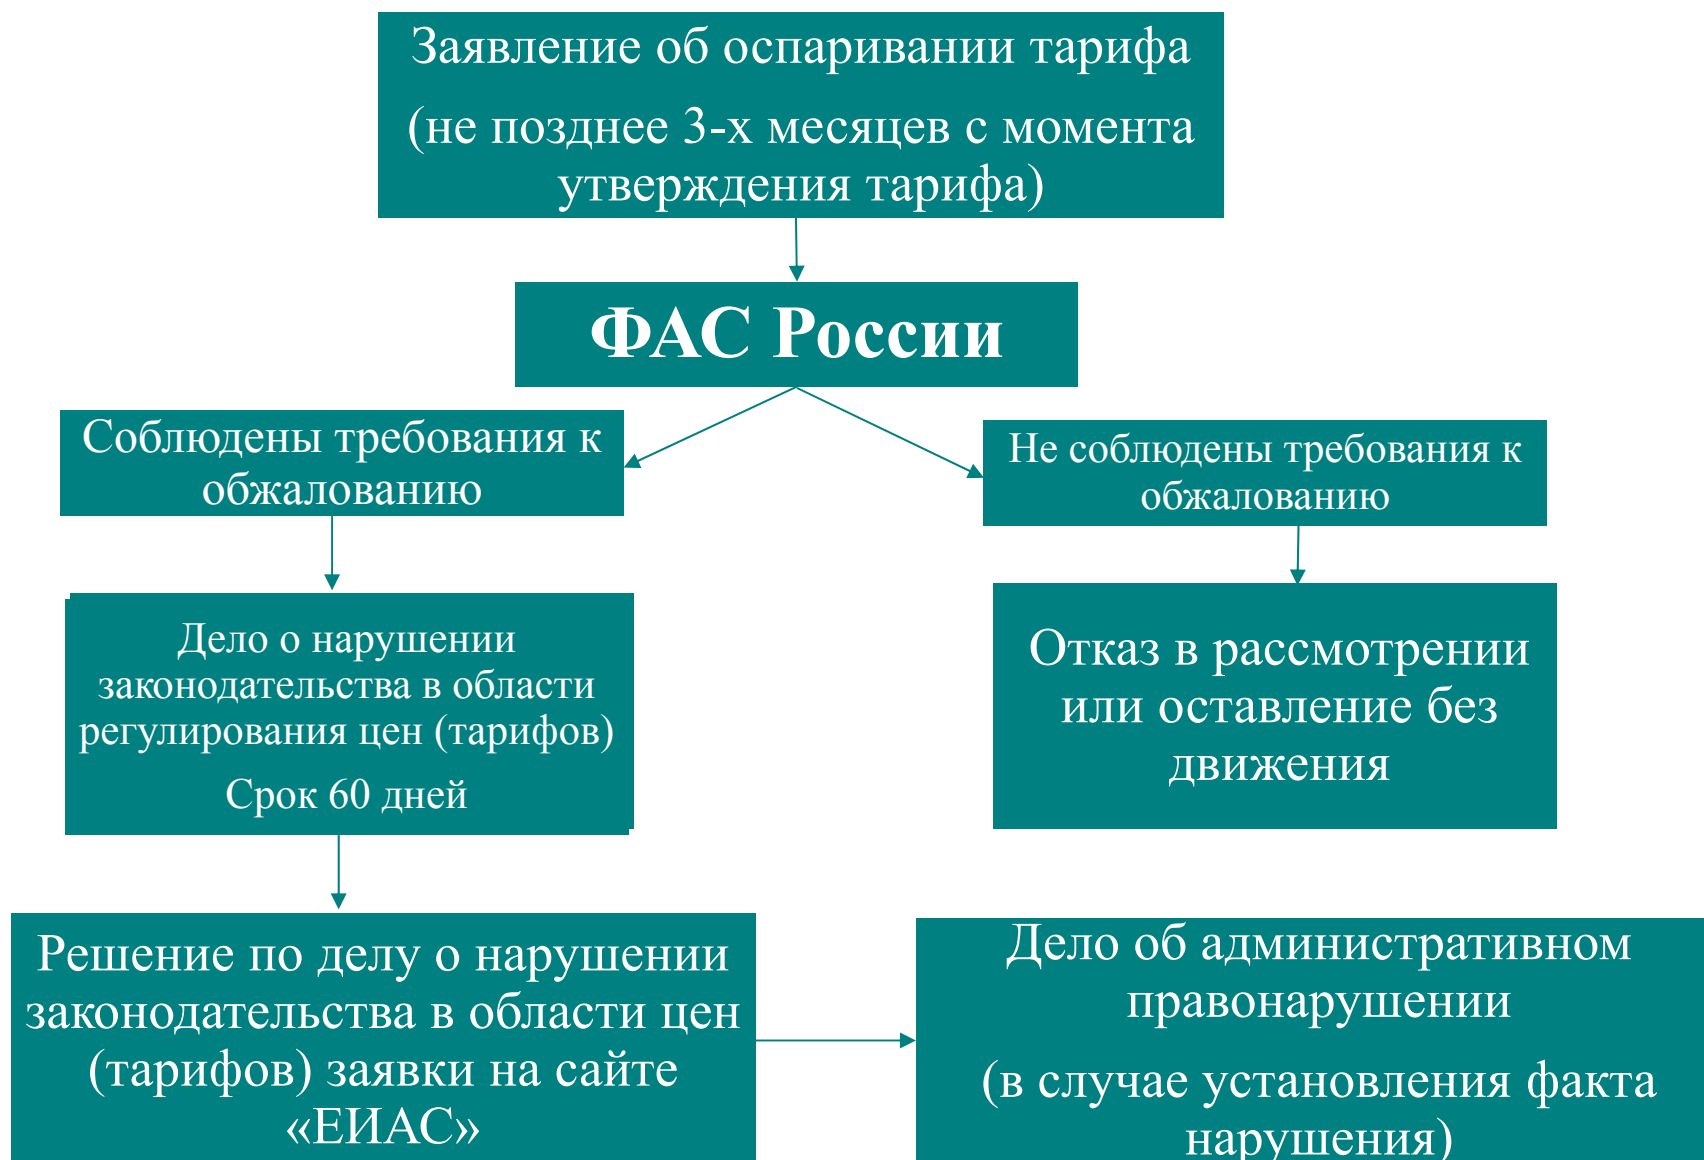 Заявление об оспаривании тарифа
(не позднее 3-х месяцев с момента
утверждения тарифа)
ФАС России
Соблюдены требования к
обжалованию
Не соблюдены требования к
обжалованию
Дело о нарушении
законодательства в области
регулирования цен (тарифов)
Срок 60 дней
Отказ в рассмотрении
или оставление без
движения
Решение по делу о нарушении
законодательства в области цен
(тарифов) заявки на сайте
«ЕИАС»
Дело об административном
правонарушении
(в случае установления факта
нарушения)